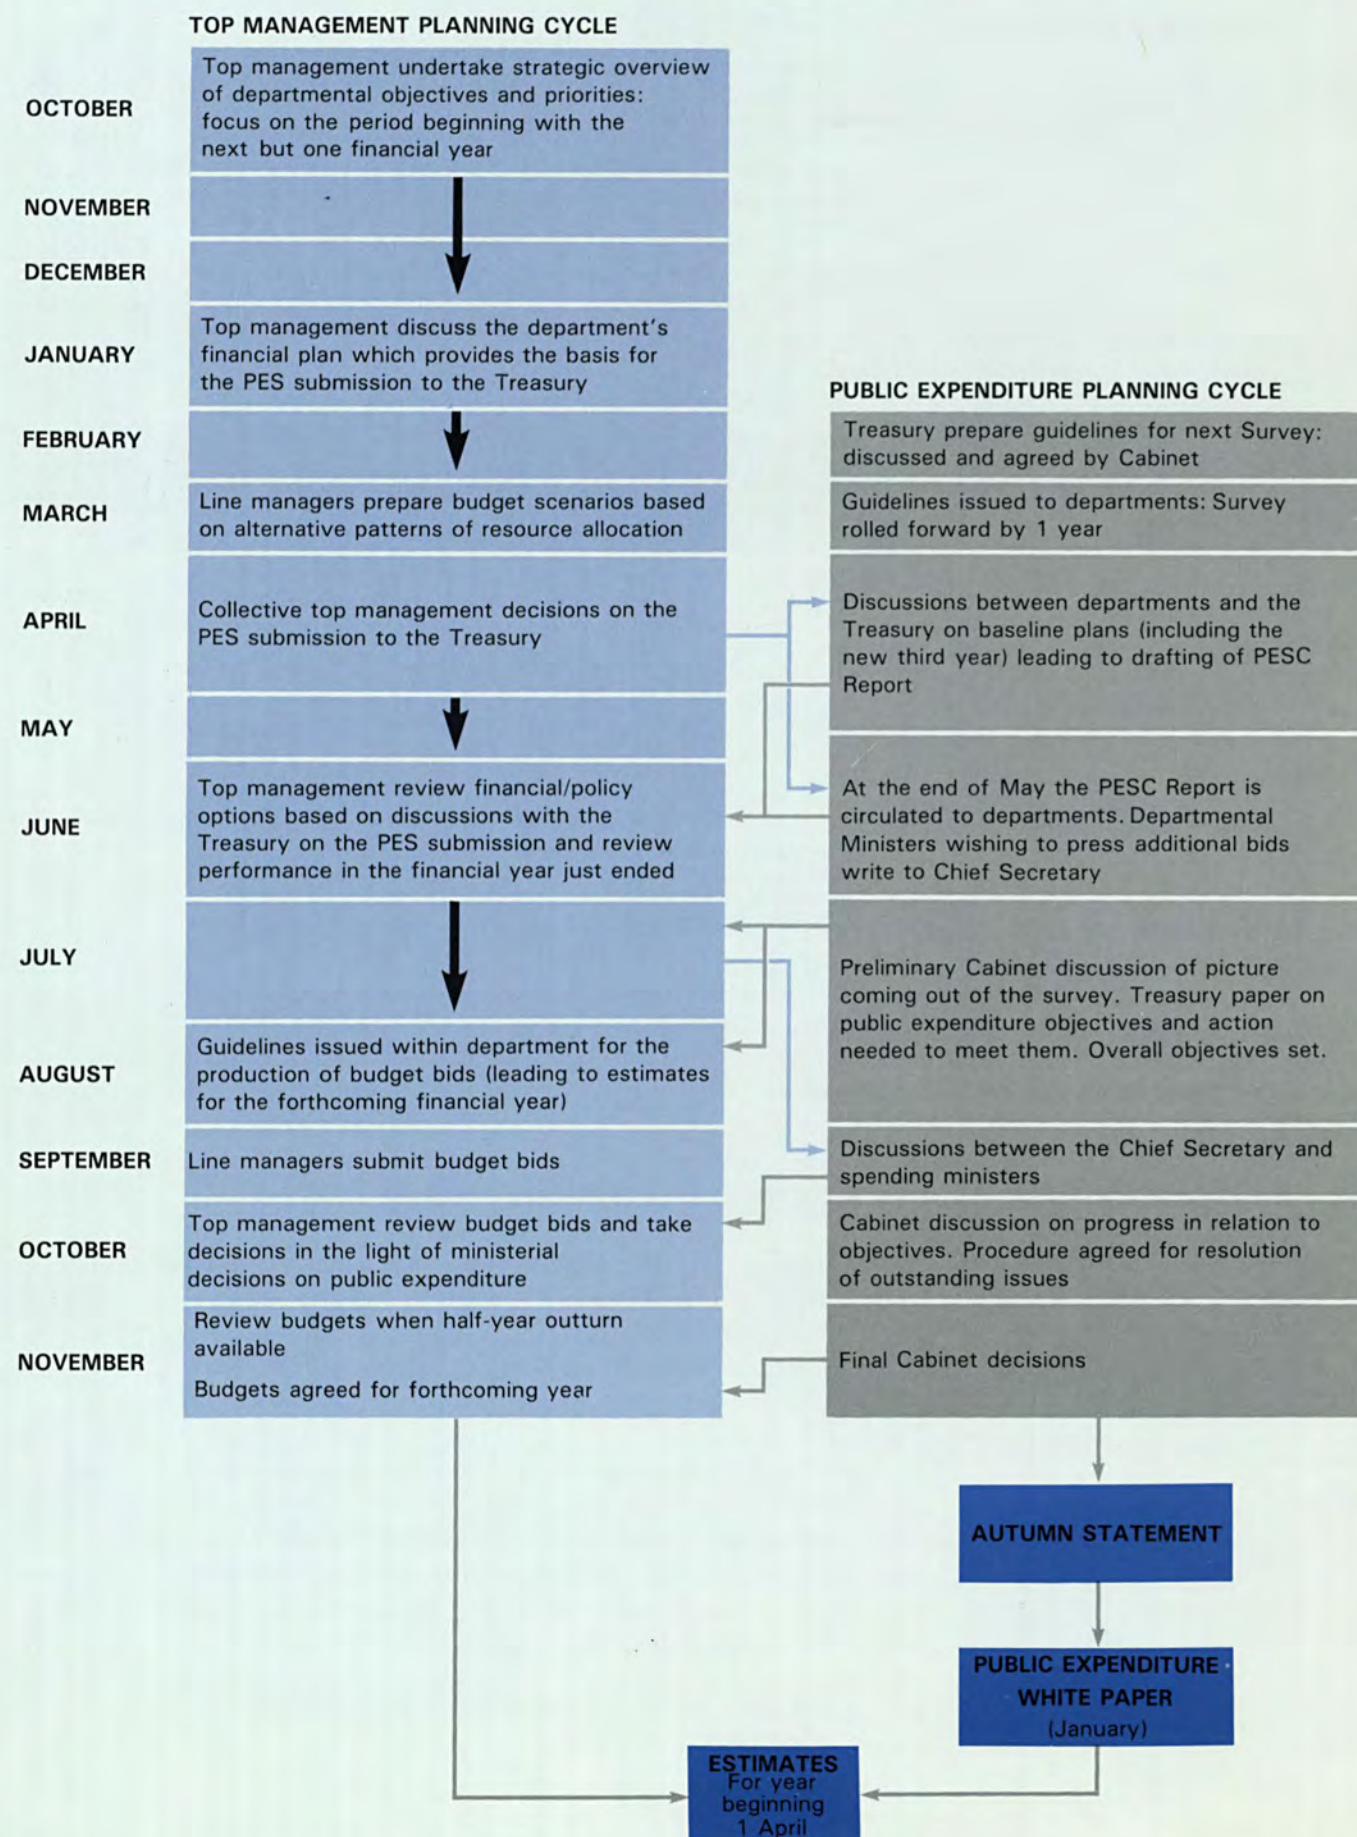 TOP MANAGEMENT PLANNING CYCLE
OCTOBER
Top management undertake strategic overview
of departmental objectives and priorities:
focus on the period beginning with the
next but one financial year
NOVEMBER
DECEMBER
JANUARY
Top management discuss the department's
financial plan which provides the basis for
the PES submission to the Treasury
FEBRUARY
MARCH
Line managers prepare budget scenarios based
on alternative patterns of resource allocation
APRIL
Collective top management decisions on the
PES submission to the Treasury
MAY
JUNE
Top management review financial/policy
options based on discussions with the
Treasury on the PES submission and review
performance in the financial year just ended
JULY
AUGUST
Guidelines issued within department for the
production of budget bids (leading to estimates
for the forthcoming financial year)
SEPTEMBER
Line managers submit budget bids
OCTOBER
Top management review budget bids and take
decisions in the light of ministerial
decisions on public expenditure
NOVEMBER
Review budgets when half-year outturn
available
Budgets agreed for forthcoming year
PUBLIC EXPENDITURE PLANNING CYCLE
Treasury prepare guidelines for next Survey:
discussed and agreed by Cabinet
Guidelines issued to departments: Survey
rolled forward by 1 year
Discussions between departments and the
Treasury on baseline plans (including the
new third year) leading to drafting of PESC
Report
At the end of May the PESC Report is
circulated to departments. Departmental
Ministers wishing to press additional bids
write to Chief Secretary
Preliminary Cabinet discussion of picture
coming out of the survey. Treasury paper on
public expenditure objectives and action
needed to meet them. Overall objectives set.
Discussions between the Chief Secretary and
spending ministers
Cabinet discussion on progress in relation to
objectives. Procedure agreed for resolution
of outstanding issues
Final Cabinet decisions
AUTUMN STATEMENT
PUBLIC EXPENDITURE
WHITE PAPER
(January)
ESTIMATES
For year
beginning
1 April